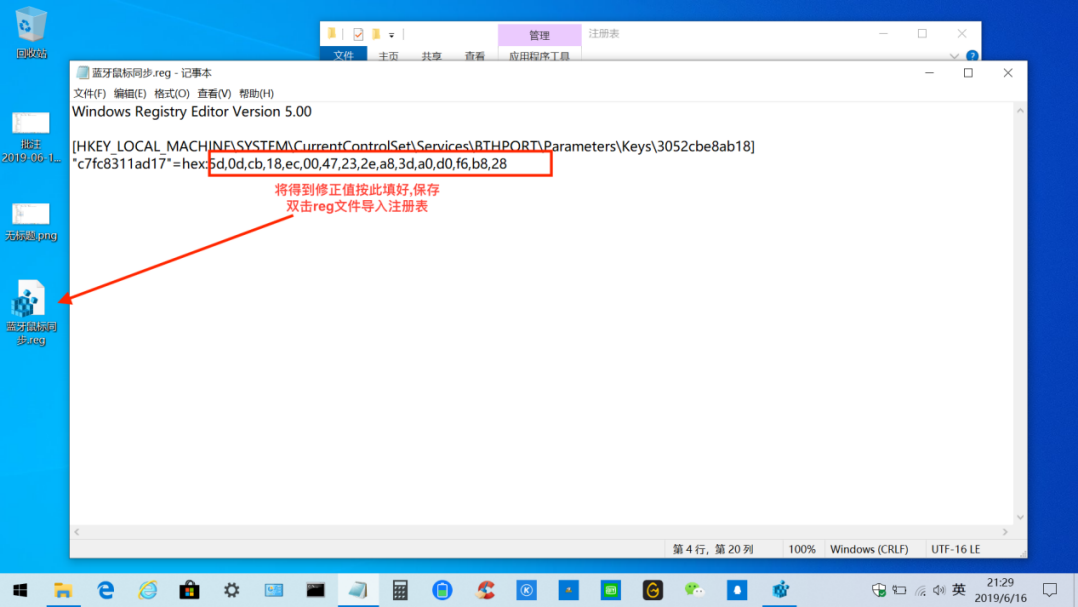 回收站
批注
2019-06-1...
无标题.png
蓝牙鼠标同
步.reg
管理
注册表
文件
主页
共享
查看
应用程序工具
蓝牙鼠标同步.reg - 记事本
文件(F) 编辑(E) 格式(O) 查看(V) 帮助(H)
Windows Registry Editor Version 5.00
[HKEY_LOCAL_MACHINE\SYSTEM\CurrentControlSet\Services\BTHPORT\Parameters\Keys\3052cbe8ab18]
"c7fc8311ad17"=hex:5d,0d,cb,18,ec,00,47,23,2e,a8,3d,a0,d0,f6,b8,28
将得到修正值按此填好,保存
双击reg文件导入注册表
第 4 行，第 20 列
100%
Windows (CRLF)
UTF-16 LE
英
21:29
2019/6/16